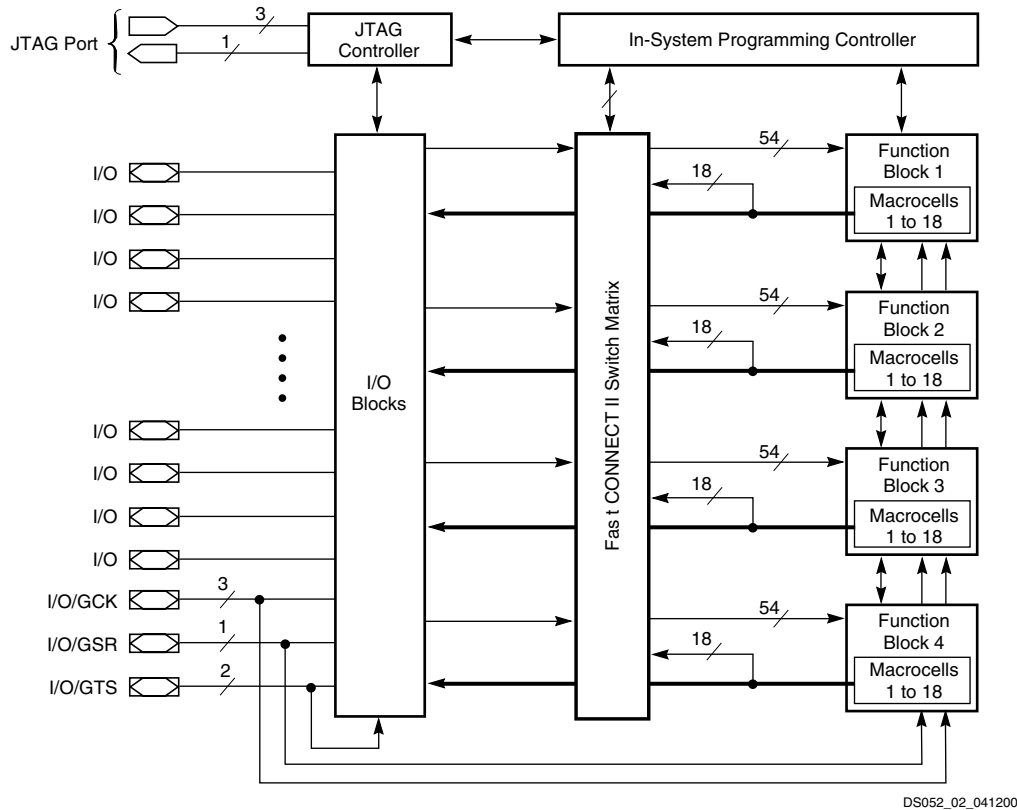 JTAG Port
3
1
JTAG
Controller
In-System Programming Controller
I/O
I/O
I/O
I/O
I/O
I/O
I/O
I/O
I/O/GCK
3
I/O/GSR
1
I/O/GTS
2
I/O
Blocks
Fas t CONNECT II Switch Matrix
54
18
Function
Block 1
Macrocells
1 to 18
54
18
Function
Block 2
Macrocells
1 to 18
54
18
Function
Block 3
Macrocells
1 to 18
54
18
Function
Block 4
Macrocells
1 to 18
DS052_02_041200